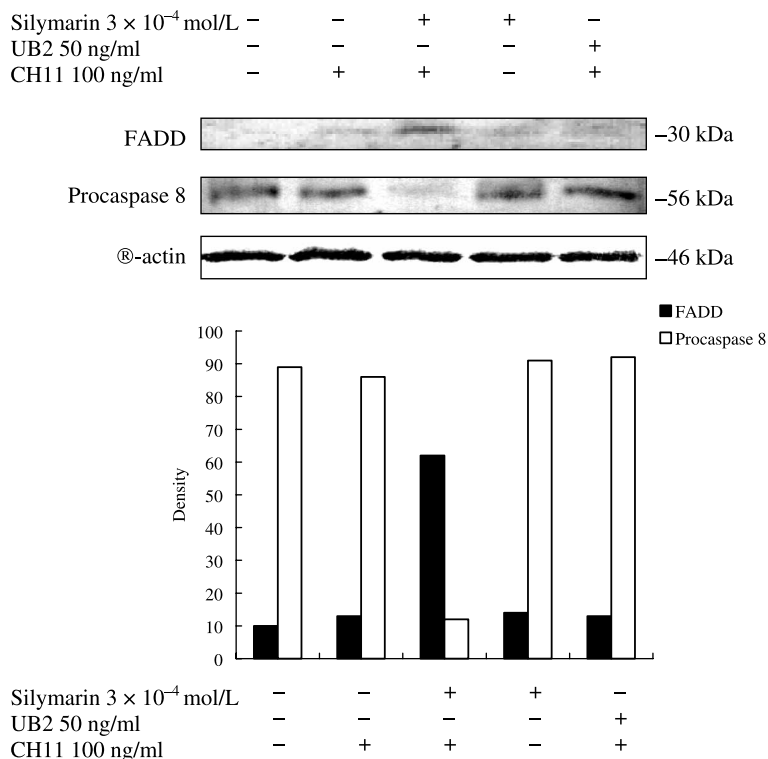 Silymarin 3 × 10⁻⁴ mol/L − − + + −
UB2 50 ng/ml − − − − +
CH11 100 ng/ml − + + − +
FADD −30 kDa
Procaspase 8 −56 kDa
®-actin −46 kDa
FADD
Procaspase 8
100
90
80
70
60
50
40
30
20
10
0
Density
Silymarin 3 × 10⁻⁴ mol/L − − + + −
UB2 50 ng/ml − − − − +
CH11 100 ng/ml − + + − +